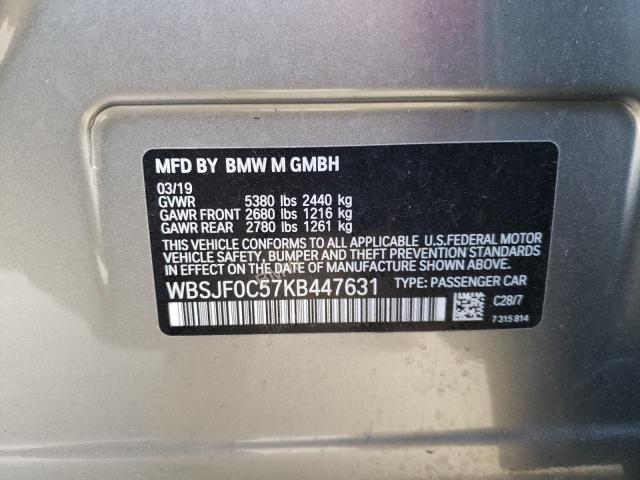 MFD BY BMW M GMBH
03/19
GVWR 5380 lbs 2440 kg
GAWR FRONT 2680 lbs 1216 kg
GAWR REAR 2780 lbs 1261 kg
THIS VEHICLE CONFORMS TO ALL APPLICABLE U.S.FEDERAL MOTOR
VEHICLE SAFETY, BUMPER, AND THEFT PREVENTION STANDARDS
IN EFFECT ON THE DATE OF MANUFACTURE SHOWN ABOVE.
WBSJF0C57KB447631 TYPE: PASSENGER CAR
C28/7
7 315 814